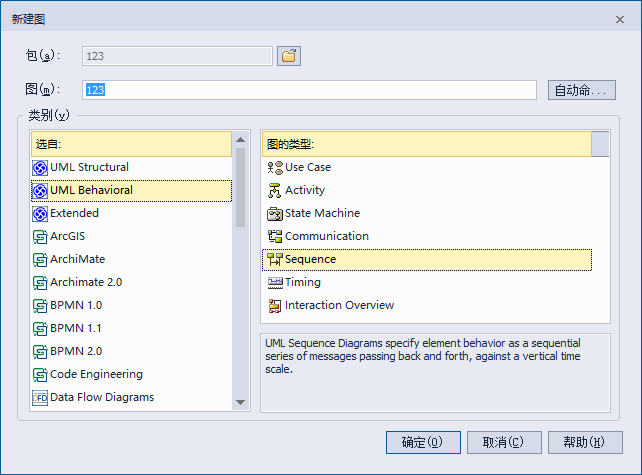 新建图
包(a):
123
图(m):
123
自动命...
类别(y)
选自:
UML Structural
UML Behavioral
Extended
ArcGIS
ArchiMate
Archimate 2.0
BPMN 1.0
BPMN 1.1
BPMN 2.0
Code Engineering
CFD Data Flow Diagrams
图的类型:
Use Case
Activity
State Machine
Communication
Sequence
Timing
Interaction Overview
UML Sequence Diagrams specify element behavior as a sequential
series of messages passing back and forth, against a vertical time
scale.
确定(O)
取消(C)
帮助(H)